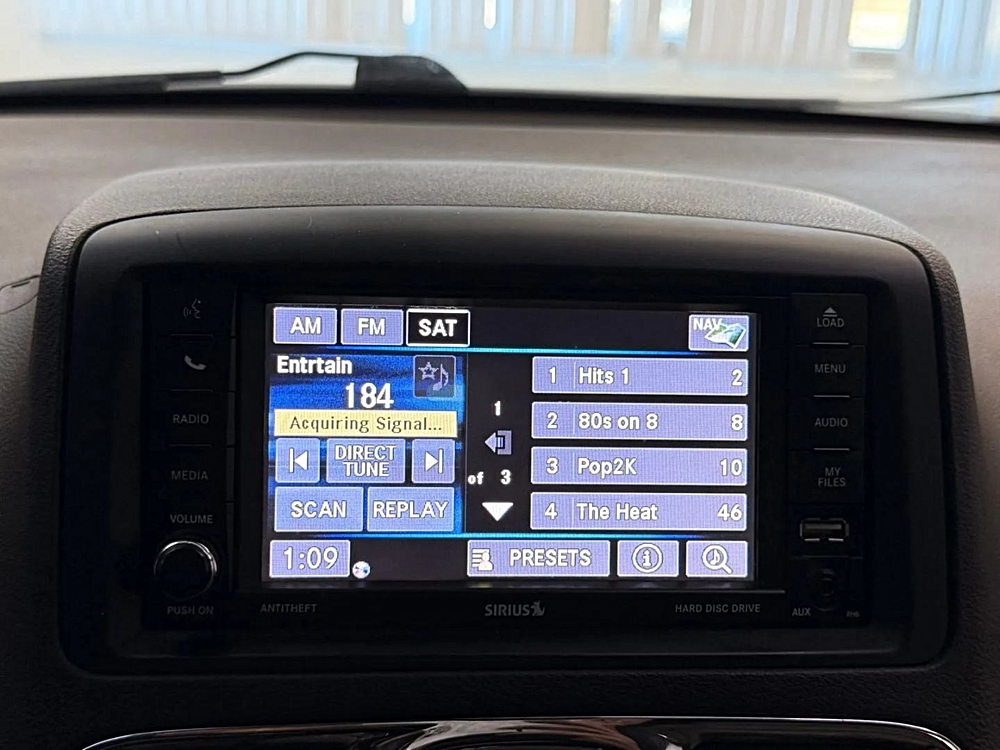 AM FM SAT
NAV
Entrtain
184
Acquiring Signal...
DIRECT
TUNE
SCAN REPLAY
1
of 3
1 Hits 1 2
2 80s on 8 8
3 Pop2K 10
4 The Heat 46
1:09
PRESETS
RADIO
MEDIA
VOLUME
PUSH ON
LOAD
MENU
AUDIO
MY
FILES
AUX
ANTITHEFT
SIRIUS
HARD DISC DRIVE